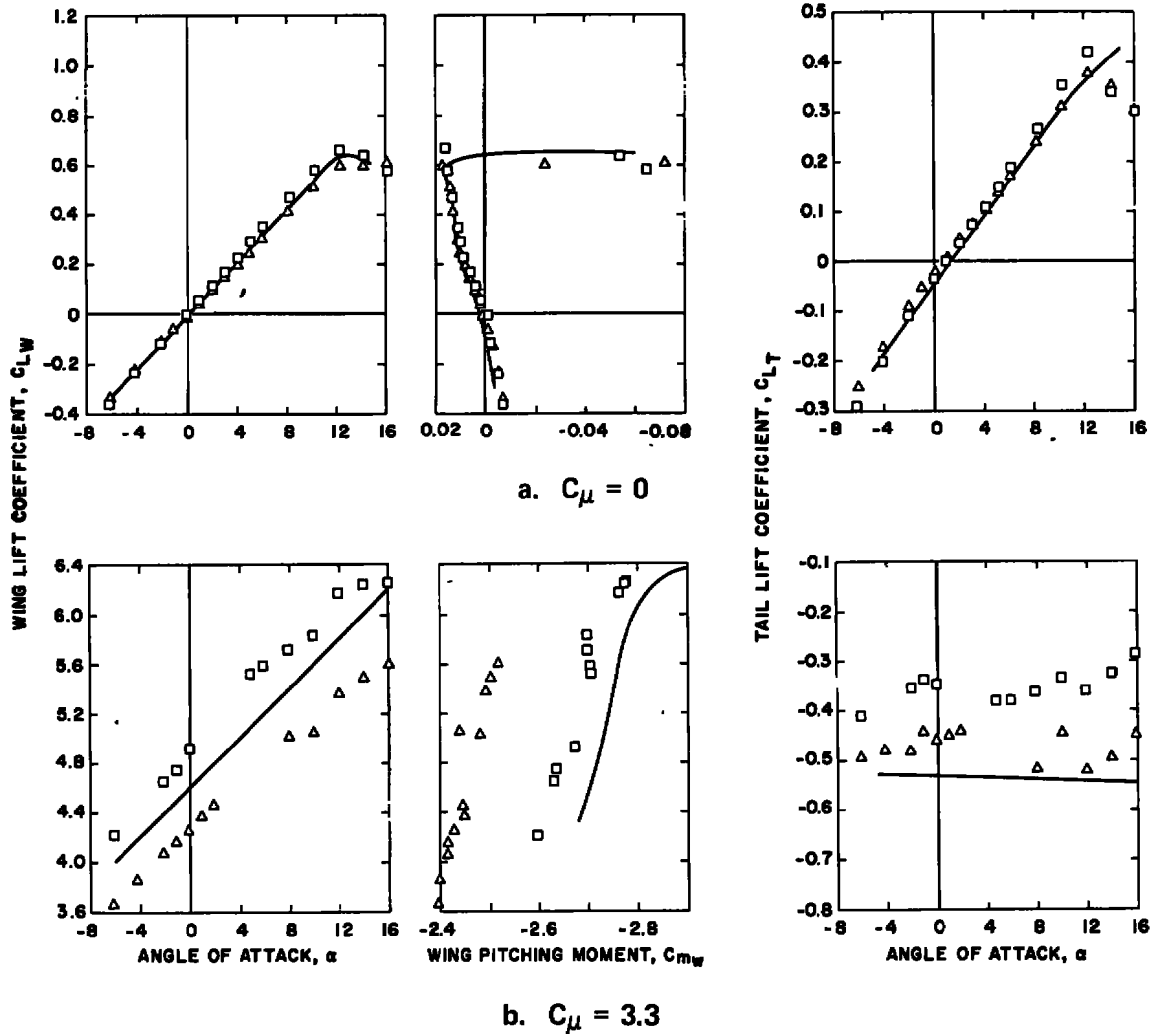 WING LIFT COEFFICIENT, CLW
1.2
1.0
0.8
0.6
0.4
0.2
0
-0.2
-0.4
-8 -4 0 4 8 12 16
0.02 0 -0.04 -0.08
TAIL LIFT COEFFICIENT, CLT
0.5
0.4
0.3
0.2
0.1
0
-0.1
-0.2
-0.3
-8 -4 0 4 8 12 16
a. Cμ = 0
6.4
6.0
5.6
5.2
4.8
4.4
4.0
3.6
-8 -4 0 4 8 12 16
ANGLE OF ATTACK, α
-2.4 -2.6 -2.8
WING PITCHING MOMENT, Cmw
-0.1
-0.2
-0.3
-0.4
-0.5
-0.6
-0.7
-0.8
-8 -4 0 4 8 12 16
ANGLE OF ATTACK, α
b. Cμ = 3.3